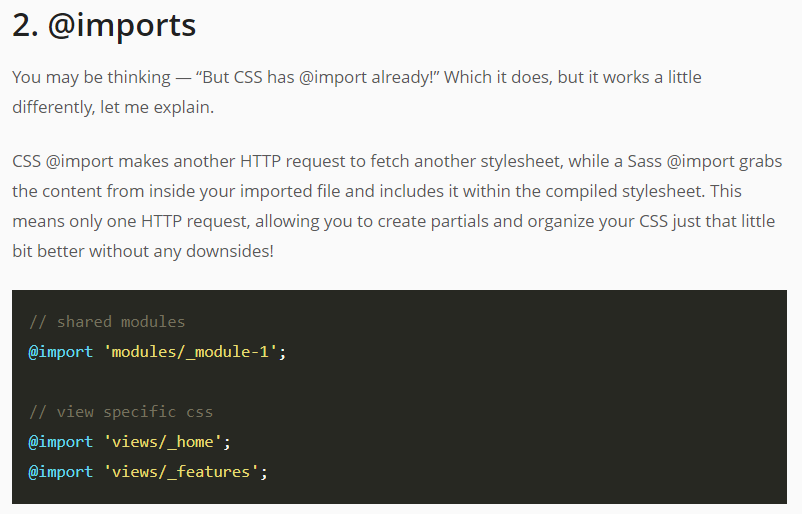 2. @imports
You may be thinking — “But CSS has @import already!” Which it does, but it works a little
differently, let me explain.
CSS @import makes another HTTP request to fetch another stylesheet, while a Sass @import grabs
the content from inside your imported file and includes it within the compiled stylesheet. This
means only one HTTP request, allowing you to create partials and organize your CSS just that little
bit better without any downsides!
// shared modules
@import 'modules/_module-1';
// view specific css
@import 'views/_home';
@import 'views/_features';